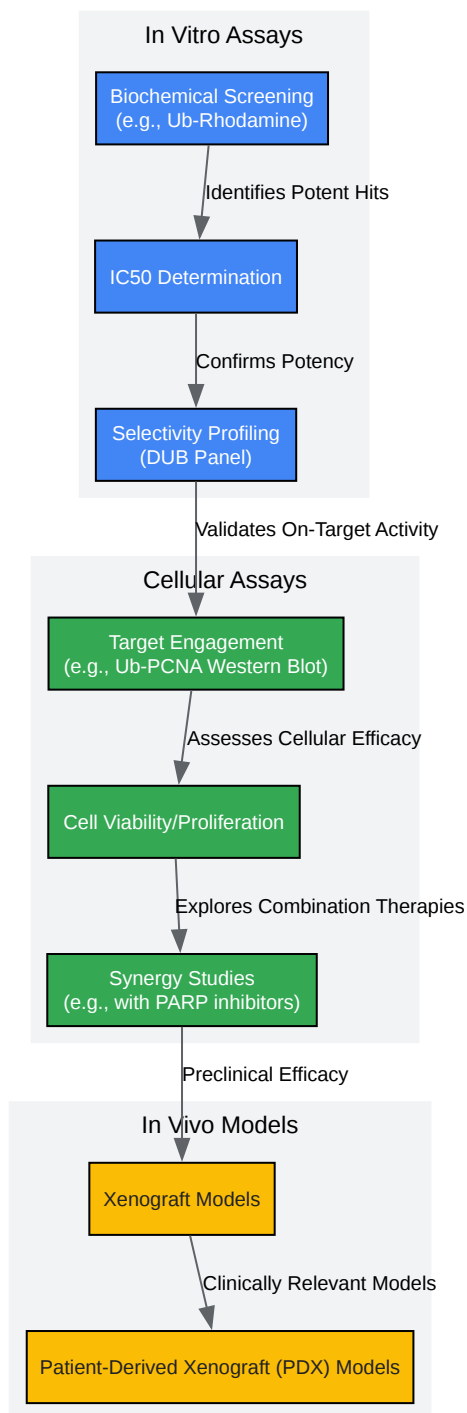 In Vitro Assays
Biochemical Screening
(e.g., Ub-Rhodamine)
Identifies Potent Hits
IC50 Determination
Confirms Potency
Selectivity Profiling
(DUB Panel)
Validates On-Target Activity
Cellular Assays
Target Engagement
(e.g., Ub-PCNA Western Blot)
Assesses Cellular Efficacy
Cell Viability/Proliferation
Explores Combination Therapies
Synergy Studies
(e.g., with PARP inhibitors)
Preclinical Efficacy
In Vivo Models
Xenograft Models
Clinically Relevant Models
Patient-Derived Xenograft (PDX) Models